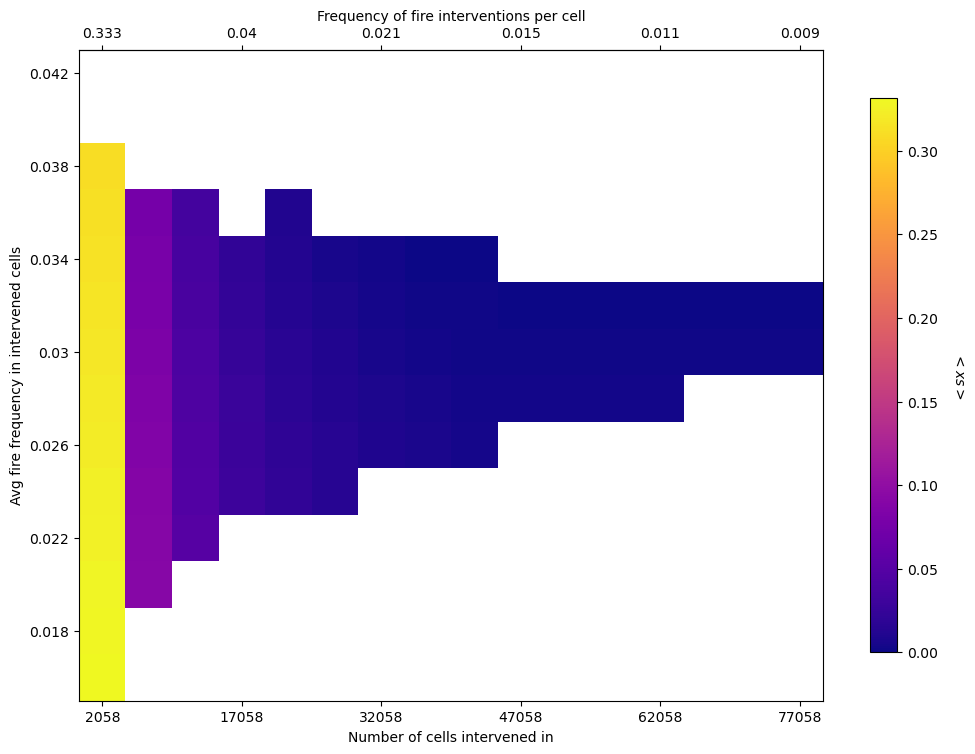 Frequency of fire interventions per cell
0.333 0.04 0.021 0.015 0.011 0.009
0.042
0.038
0.034
0.03
0.026
0.022
0.018
Avg fire frequency in intervened cells
2058 17058 32058 47058 62058 77058
Number of cells intervened in
0.30
0.25
0.20
0.15
0.10
0.05
0.00
< sx >